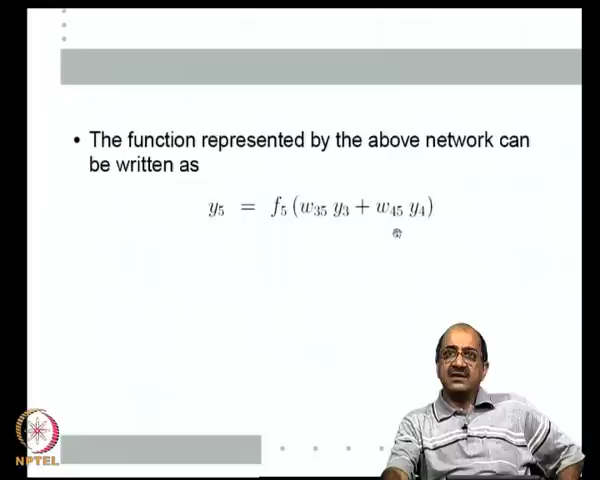 • The function represented by the above network can
be written as
y₅ = f₅ (w₃₅ y₃ + w₄₅ y₄)
NPTEL